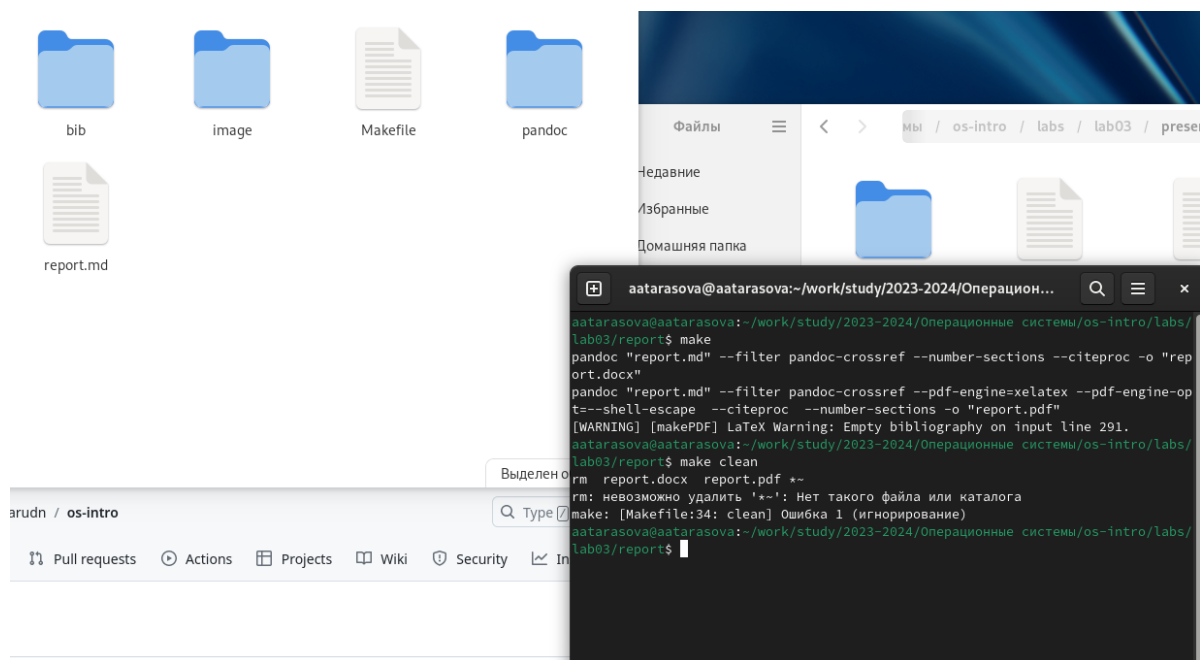 bib
image
Makefile
pandoc
report.md
Выделен о
arudn / os-intro
Type /
Pull requests
Actions
Projects
Wiki
Security
In
Файлы
мы / os-intro / labs / lab03 / prese
Недавние
Избранные
Домашняя папка
aatarasova@aatarasova:~/work/study/2023-2024/Операцион...
aatarasova@aatarasova:~/work/study/2023-2024/Операционные системы/os-intro/labs/
lab03/report$ make
pandoc "report.md" --filter pandoc-crossref --number-sections --citeproc -o "rep
ort.docx"
pandoc "report.md" --filter pandoc-crossref --pdf-engine=xelatex --pdf-engine-op
t=--shell-escape  --citeproc  --number-sections -o "report.pdf"
[WARNING] [makePDF] LaTeX Warning: Empty bibliography on input line 291.
aatarasova@aatarasova:~/work/study/2023-2024/Операционные системы/os-intro/labs/
lab03/report$ make clean
rm  report.docx  report.pdf *~
rm: невозможно удалить '*~': Нет такого файла или каталога
make: [Makefile:34: clean] Ошибка 1 (игнорирование)
aatarasova@aatarasova:~/work/study/2023-2024/Операционные системы/os-intro/labs/
lab03/report$